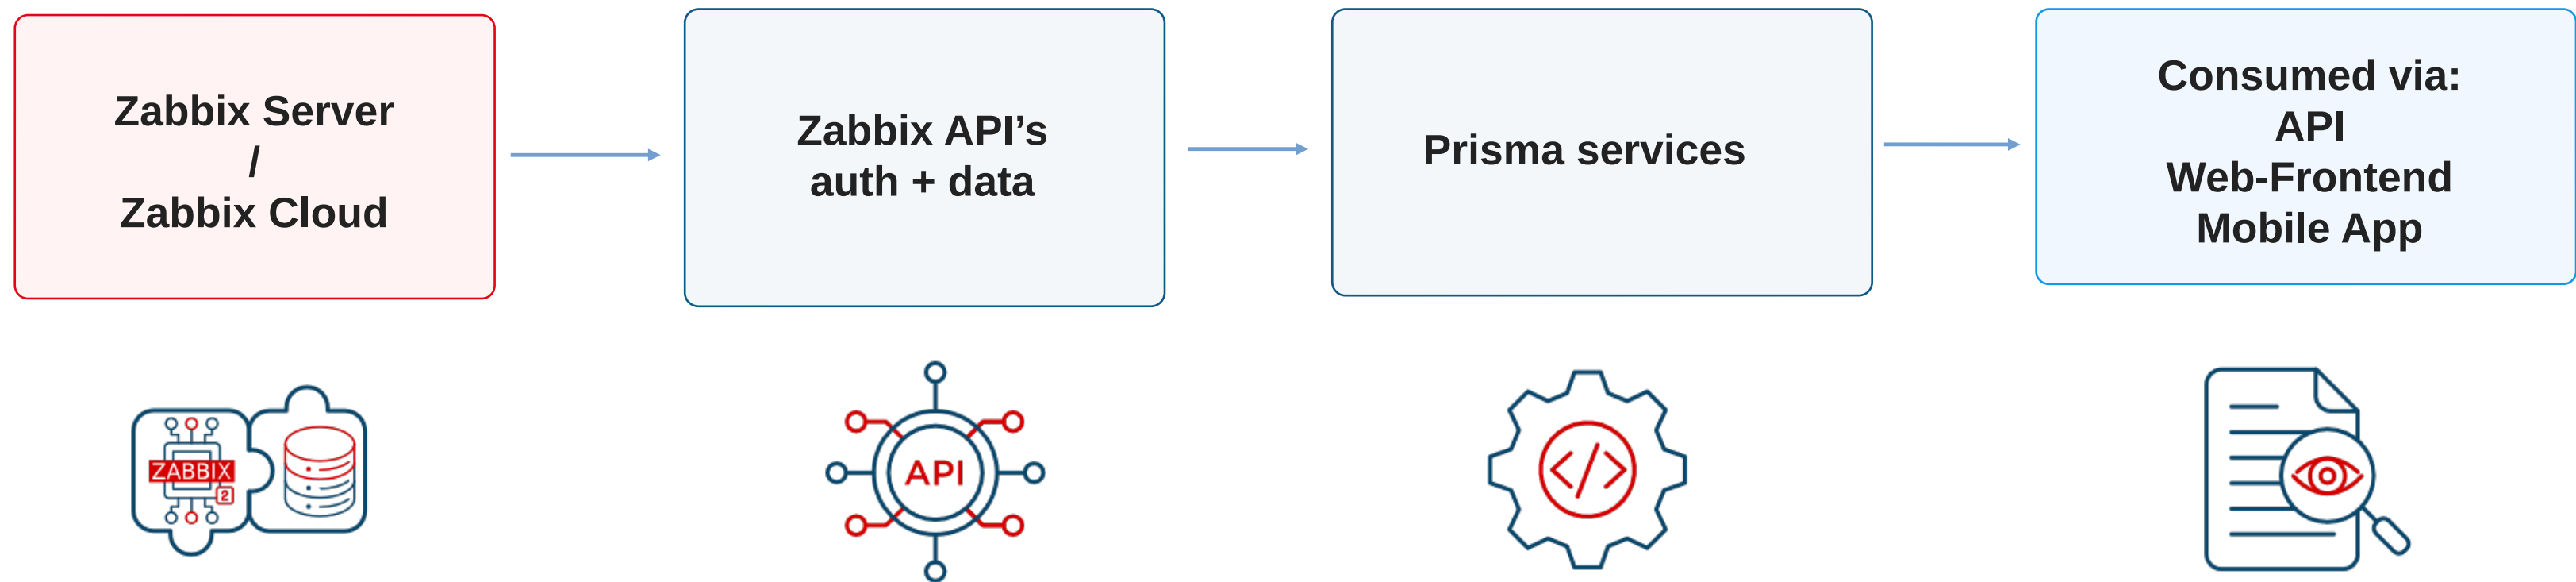 Zabbix Server
/
Zabbix Cloud
Zabbix API’s
auth + data
Prisma services
Consumed via:
API
Web-Frontend
Mobile App
ZABBIX
2
API
</>